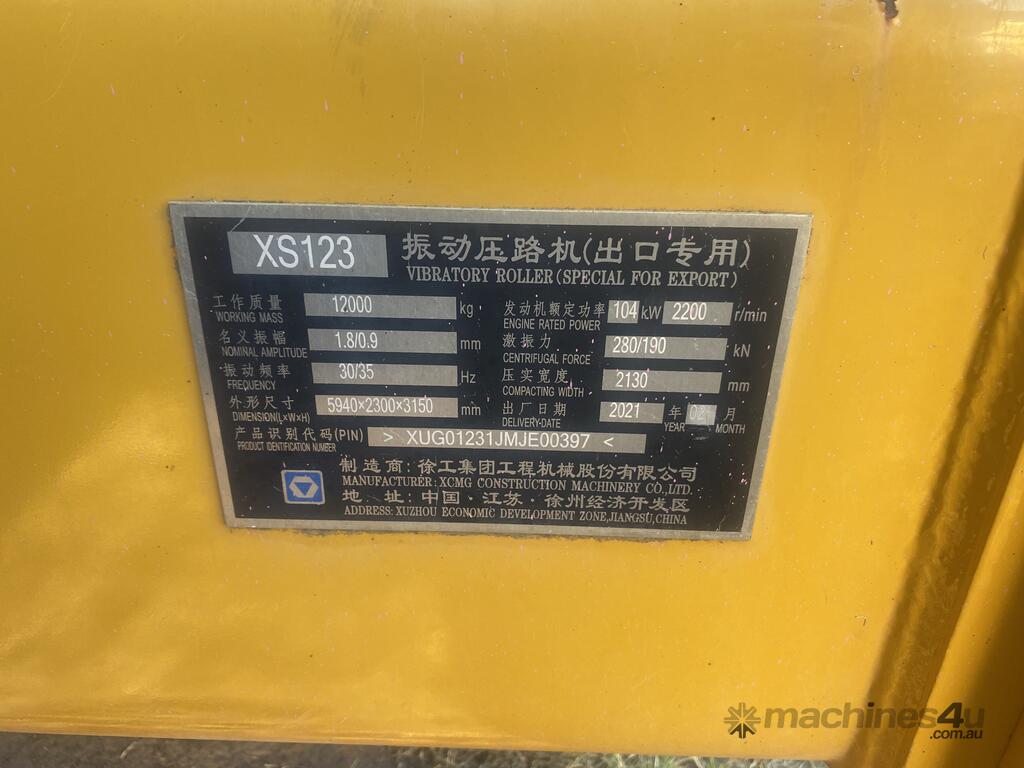 XS123 振动压路机(出口专用)
VIBRATORY ROLLER(SPECIAL FOR EXPORT)
工作质量 12000 kg 发动机额定功率 104 kW 2200 r/min
WORKING MASS ENGINE RATED POWER
名义振幅 1.8/0.9 mm 激振力 280/190 kN
NOMINAL AMPLITUDE CENTRIFUGAL FORCE
振动频率 30/35 Hz 压实宽度 2130 mm
FREQUENCY COMPACTING WIDTH
外形尺寸 5940×2300×3150 mm 出厂日期 2021 年 02 月
DIMENSION(L×W×H) DELIVERY-DATE YEAR MONTH
产品识别代码(PIN) > XUG01231JMJE00397 <
PRODUCT IDENTIFICATION NUMBER
制造商:徐工集团工程机械股份有限公司
MANUFACTURER: XCMG CONSTRUCTION MACHINERY CO.,LTD.
地 址:中国·江苏·徐州经济开发区
ADDRESS: XUZHOU ECONOMIC DEVELOPMENT ZONE,JIANGSU,CHINA
machines4u
.com.au